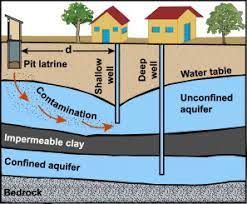 d
Pit latrine
Shallow well
Deep well
Water table
Contamination
Unconfined
aquifer
Impermeable clay
Confined aquifer
Bedrock